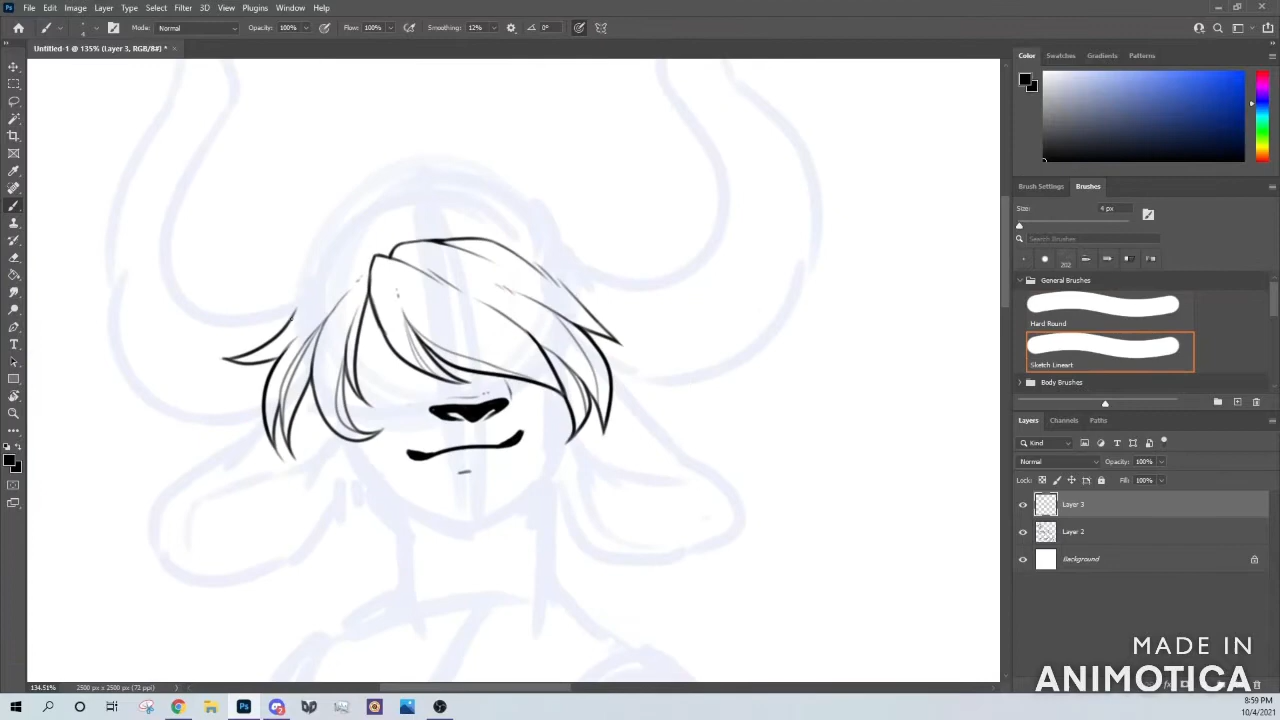 File Edit Image Layer Type Select Filter 3D View Plugins Window Help
Mode: Normal Opacity: 100% Flow: 100% Smoothing: 12% 0°
Untitled-1 @ 135% (Layer 3, RGB/8#) *
Color Swatches Gradients Patterns
Brush Settings Brushes
Size: 4 px
Search Brushes
202
General Brushes
Hard Round
Sketch Lineart
Body Brushes
Layers Channels Paths
Kind
Normal Opacity: 100%
Lock: Fill: 100%
Layer 3
Layer 2
Background
MADE IN
ANIMOTICA
134.51% 2500 px x 2500 px (72 ppi)
8:59 PM
10/4/2021